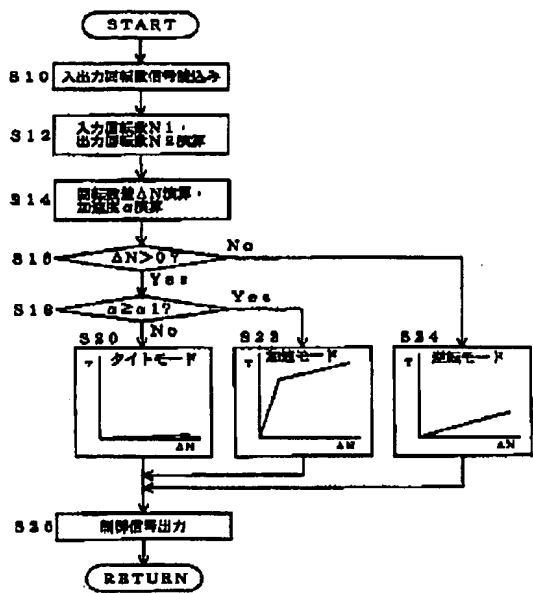 START
S10
入出力回転数信号読込み
S12
入力回転数N1・
出力回転数N2演算
S14
回転数差ΔN演算・
加速度α演算
S16
ΔN>0?
No
Yes
S18
α≥α1?
Yes
No
S20
タイトモード
T
ΔN
S22
加速モード
T
ΔN
S24
逆転モード
T
ΔN
S26
制御信号出力
RETURN